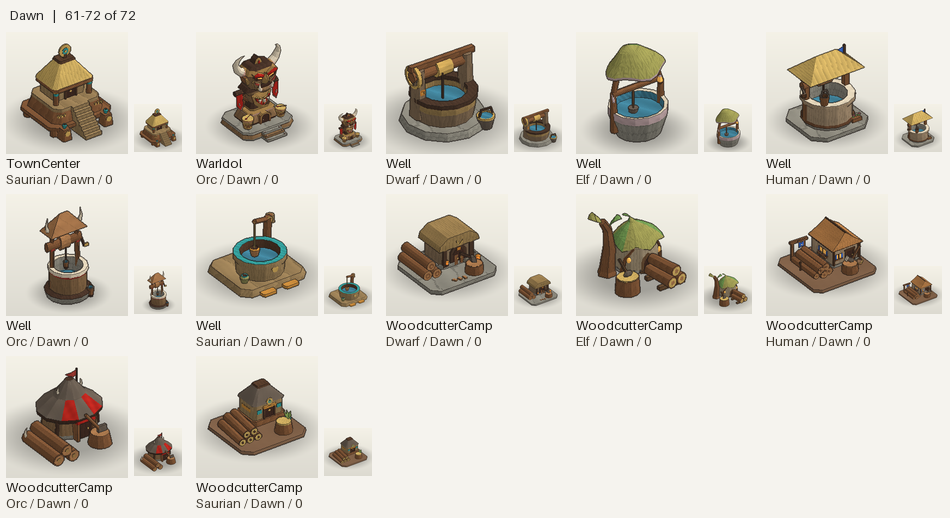 Dawn | 61-72 of 72
TownCenter
Saurian / Dawn / 0
WarIdol
Orc / Dawn / 0
Well
Dwarf / Dawn / 0
Well
Elf / Dawn / 0
Well
Human / Dawn / 0
Well
Orc / Dawn / 0
Well
Saurian / Dawn / 0
WoodcutterCamp
Dwarf / Dawn / 0
WoodcutterCamp
Elf / Dawn / 0
WoodcutterCamp
Human / Dawn / 0
WoodcutterCamp
Orc / Dawn / 0
WoodcutterCamp
Saurian / Dawn / 0